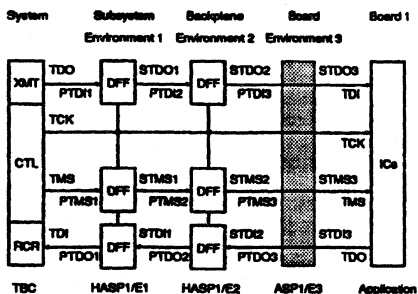 System Subsystem Backplane Board Board 1
Environment 1 Environment 2 Environment 3
TDO STDO1 STDO2 STDO3
XMT DFF DFF
PTDI1 PTDI2 PTDI3 TDI
TCK
TCK
CTL ICs
TMS STMS1 STMS2 STMS3
DFF DFF
PTMS1 PTMS2 PTMS3 TMS
TDI STDI1 STDI2 STDI3
RCR DFF DFF
PTDO1 PTDO2 PTDO3 TDO
TBC HASP1/E1 HASP1/E2 ASP1/E3 Application